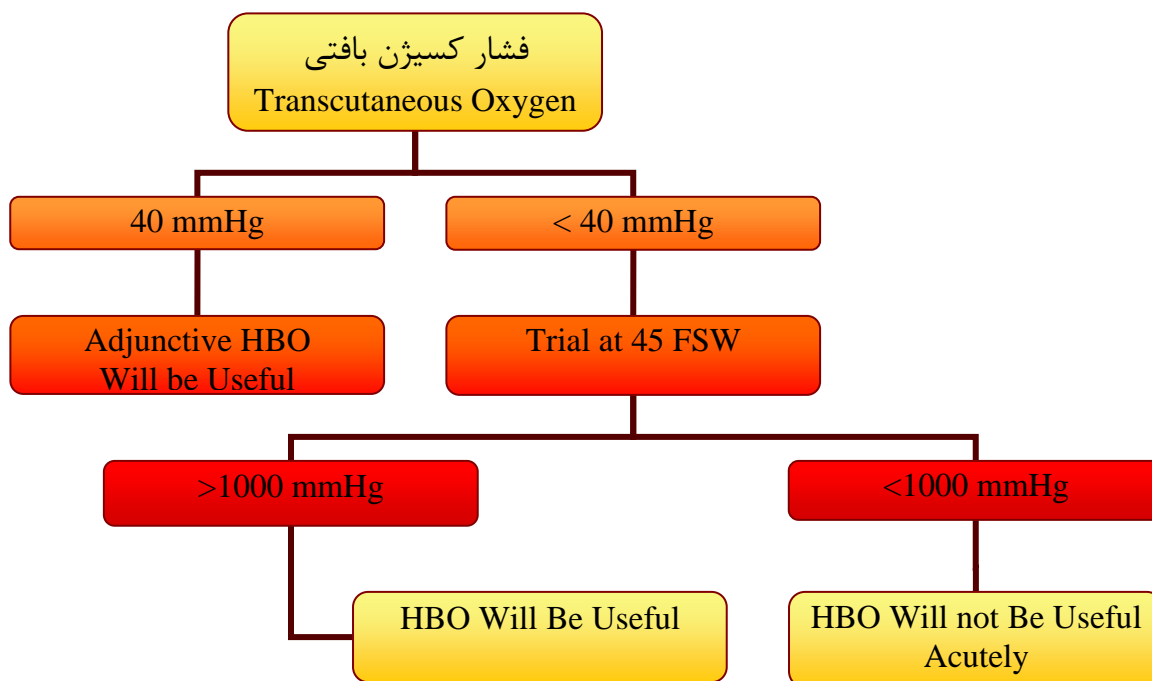 فشار کسیژن بافتی
Transcutaneous Oxygen
40 mmHg
< 40 mmHg
Adjunctive HBO
Will be Useful
Trial at 45 FSW
>1000 mmHg
<1000 mmHg
HBO Will Be Useful
HBO Will not Be Useful
Acutely